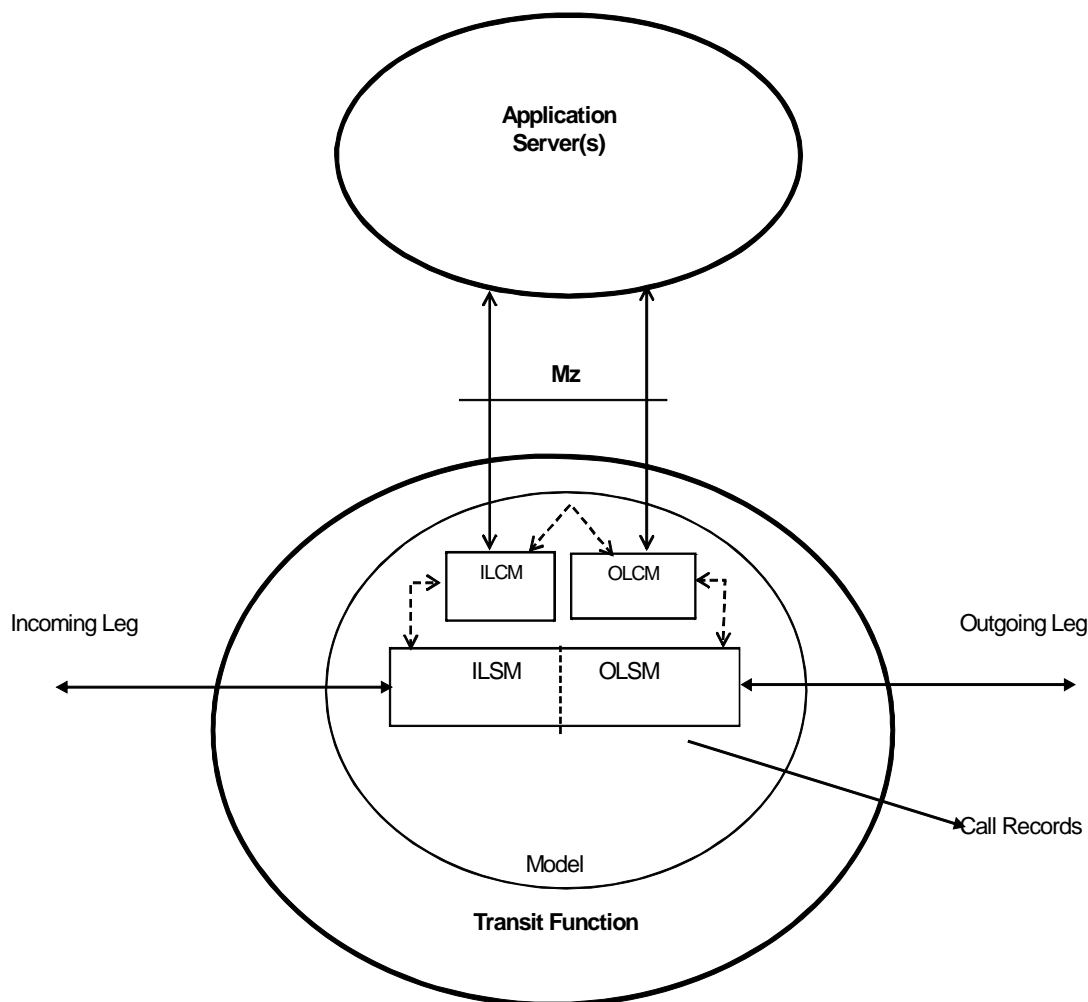 Application
Server(s)
Mz
ILCM
OLCM
Incoming Leg
Outgoing Leg
ILSM
OLSM
Call Records
Model
Transit Function